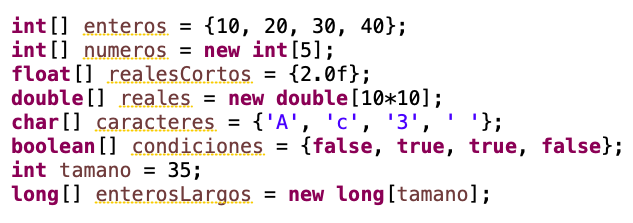 int[] enteros = {10, 20, 30, 40};
int[] numeros = new int[5];
float[] realesCortos = {2.0f};
double[] reales = new double[10*10];
char[] caracteres = {'A', 'c', '3', ' '};
boolean[] condiciones = {false, true, true, false};
int tamano = 35;
long[] enterosLargos = new long[tamano];